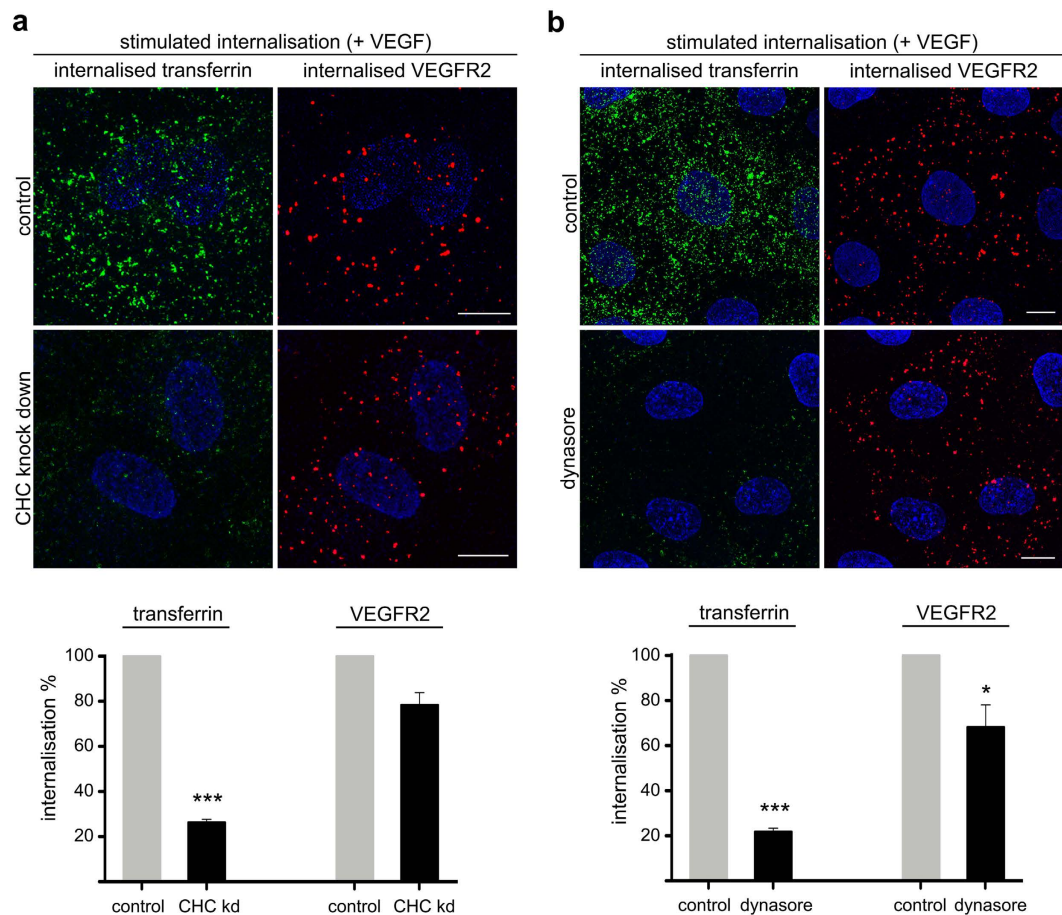 a
stimulated internalisation (+ VEGF)
internalised transferrin internalised VEGFR2
control
CHC knock down
transferrin VEGFR2
internalisation %
100
80
60
40
20
***
control CHC kd control CHC kd
b
stimulated internalisation (+ VEGF)
internalised transferrin internalised VEGFR2
control
dynasore
transferrin VEGFR2
internalisation %
100
80
60
40
20
***
*
control dynasore control dynasore